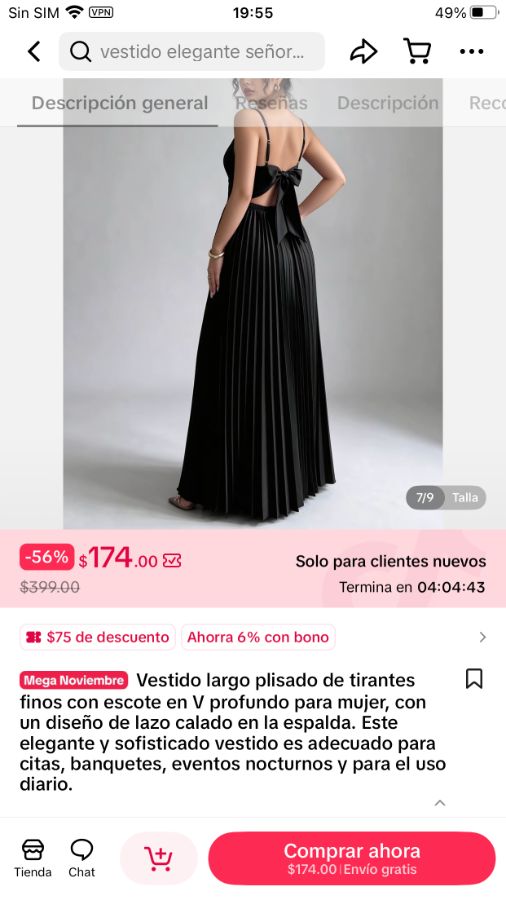 Sin SIM VPN 19:55 49%
vestido elegante señor...
Descripción general Reseñas Descripción Reco
7/9 Talla
-56% $174.00 Solo para clientes nuevos
$399.00 Termina en 04:04:43
$75 de descuento Ahorra 6% con bono
Mega Noviembre Vestido largo plisado de tirantes
finos con escote en V profundo para mujer, con
un diseño de lazo calado en la espalda. Este
elegante y sofisticado vestido es adecuado para
citas, banquetes, eventos nocturnos y para el uso
diario.
Comprar ahora
Tienda Chat $174.00 | Envío gratis